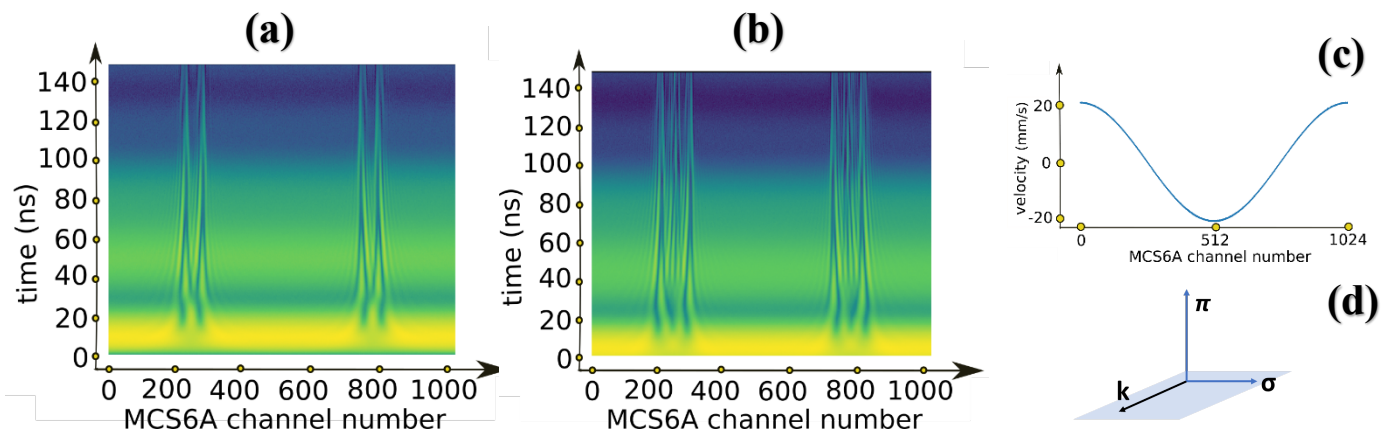 (a)
140
120
100
80
60
40
20
0
time (ns)
0 200 400 600 800 1000
MCS6A channel number
(b)
140
120
100
80
60
40
20
0
time (ns)
0 200 400 600 800 1000
MCS6A channel number
(c)
20
0
-20
velocity (mm/s)
0 512 1024
MCS6A channel number
(d)
π
k
σ